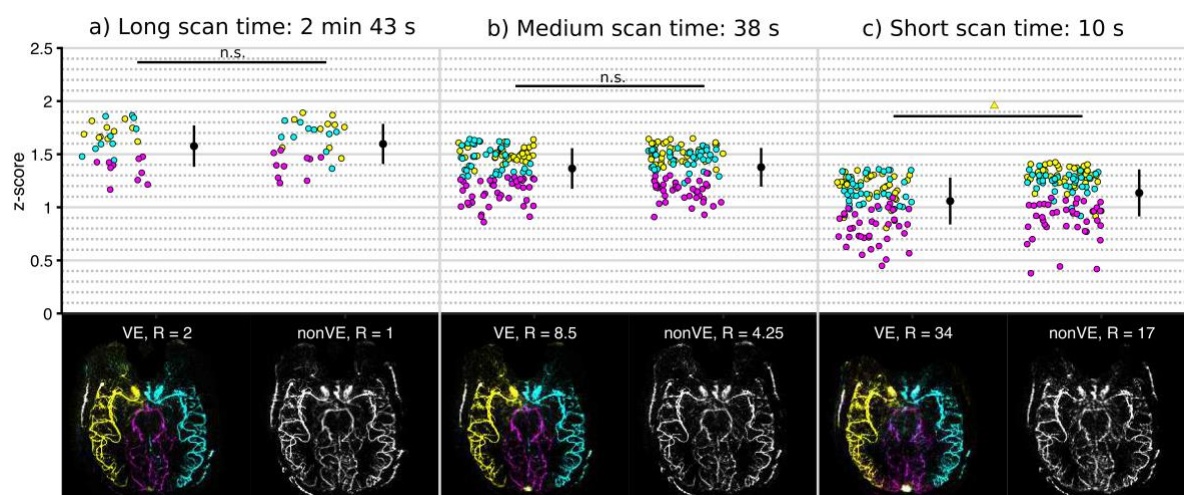 a) Long scan time: 2 min 43 s
b) Medium scan time: 38 s
c) Short scan time: 10 s
z-score
2.5
2
1.5
1
0.5
0
n.s.
n.s.
VE, R = 2
nonVE, R = 1
VE, R = 8.5
nonVE, R = 4.25
VE, R = 34
nonVE, R = 17